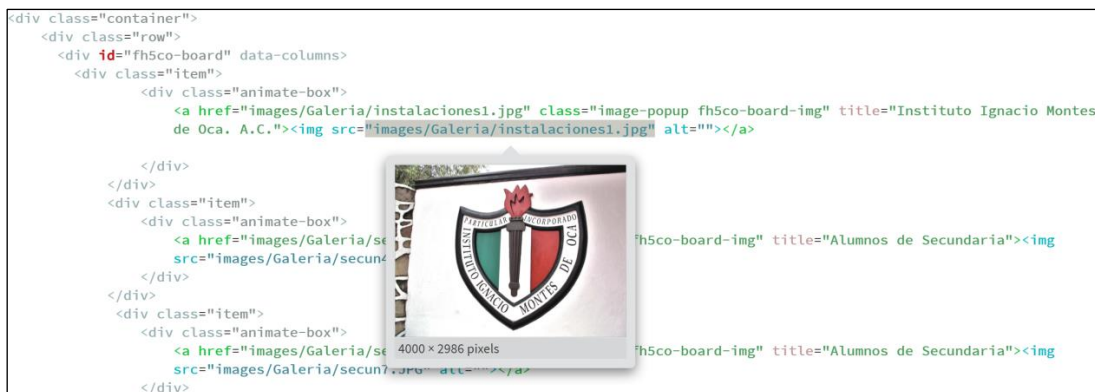 <div class="container">
<div class="row">
<div id="fh5co-board" data-columns>
<div class="item">
<div class="animate-box">
<a href="images/Galeria/instalaciones1.jpg" class="image-popup fh5co-board-img" title="Instituto Ignacio Montes
de Oca. A.C."><img src="images/Galeria/instalaciones1.jpg" alt=""></a>
</div>
</div>
<div class="item">
<div class="animate-box">
<a href="images/Galeria/se h5co-board-img" title="Alumnos de Secundaria"><img
src="images/Galeria/secun4
</div>
</div>
<div class="item">
<div class="animate-box">
<a href="images/Galeria/se h5co-board-img" title="Alumnos de Secundaria"><img
src="images/Galeria/secun7.JPG" alt=""></a>
</div>
PARTICULAR INCORPORADO
INSTITUTO IGNACIO MONTES DE OCA
4000 × 2986 pixels